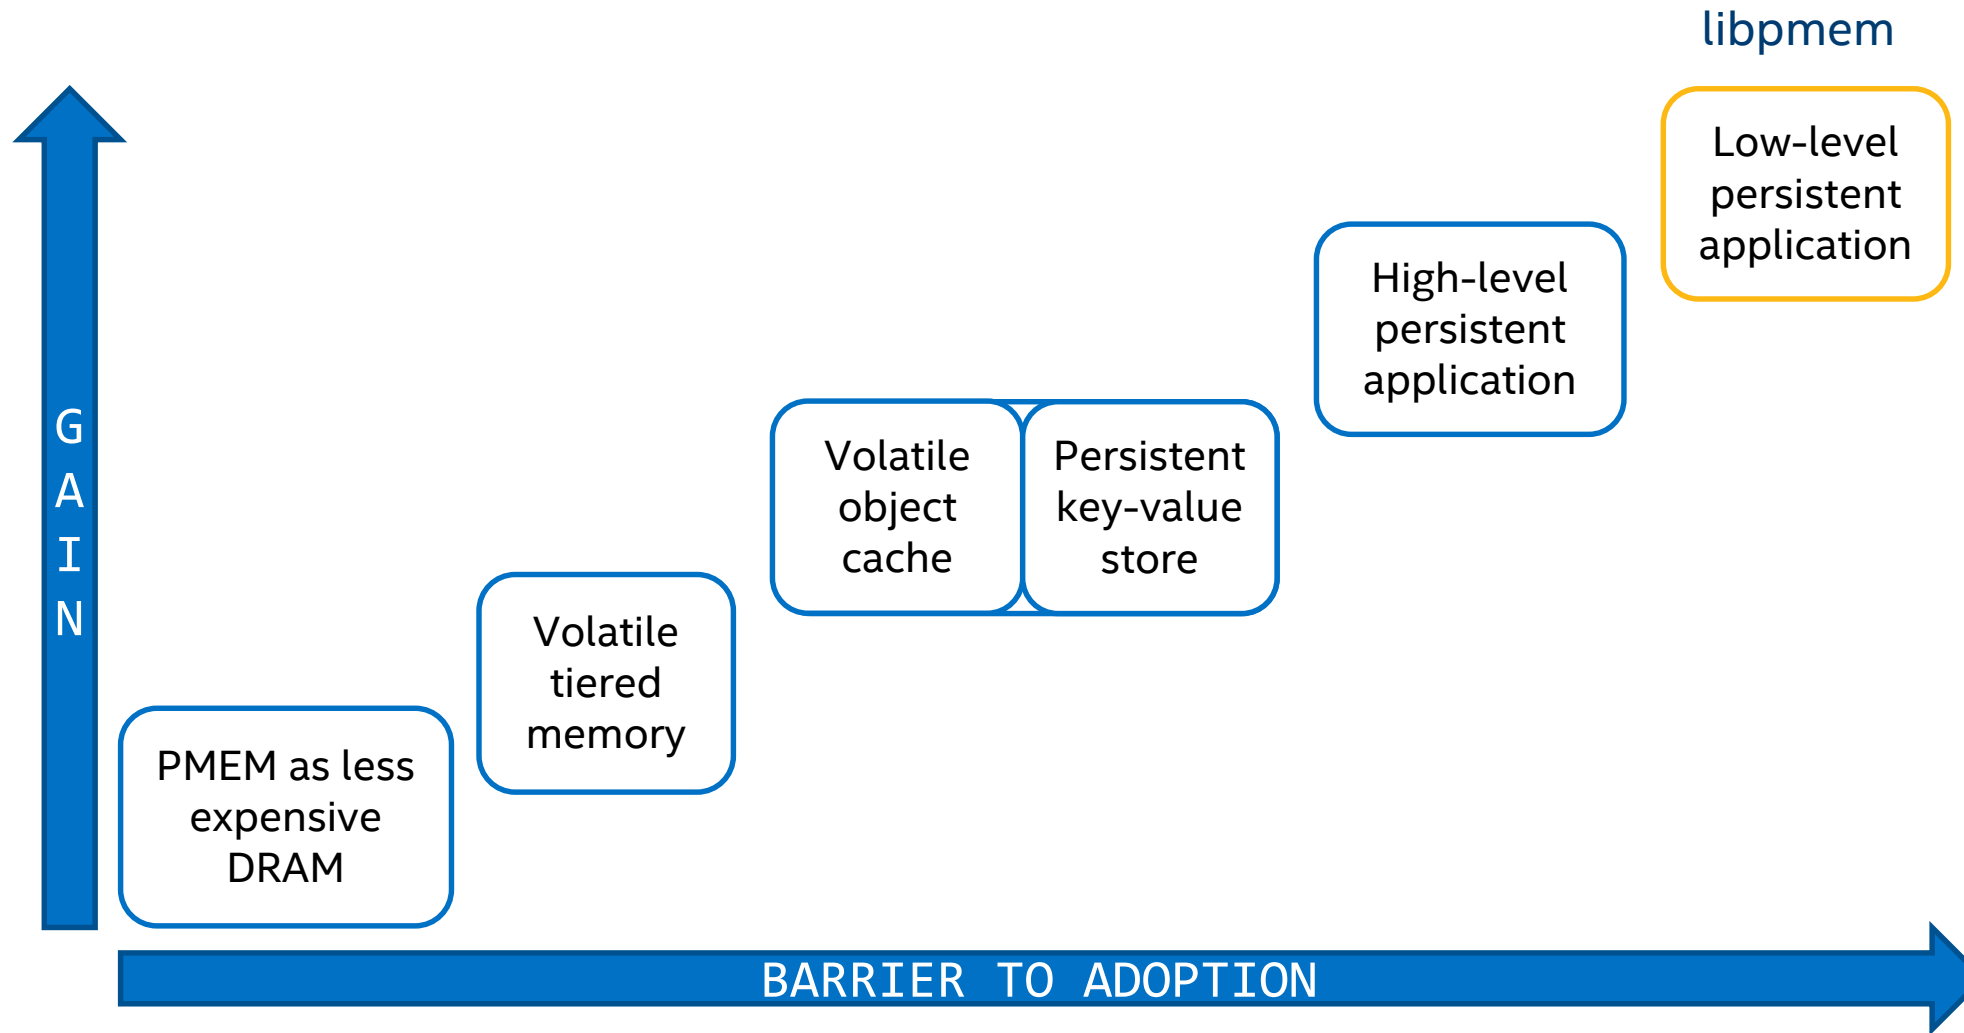 libpmem
Low-level
persistent
application
High-level
persistent
application
Volatile
object
cache
Persistent
key-value
store
Volatile
tiered
memory
PMEM as less
expensive
DRAM
G
A
I
N
BARRIER TO ADOPTION